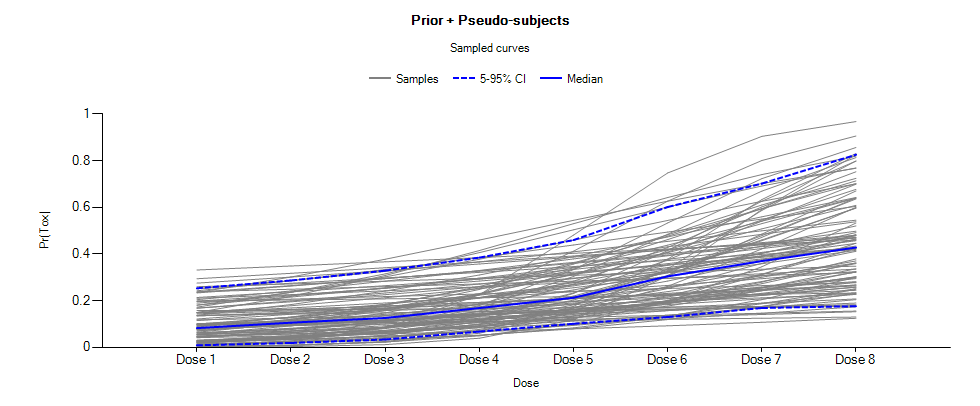 Prior + Pseudo-subjects
Sampled curves
Samples 5-95% CI Median
1
0.8
0.6
0.4
0.2
0
Pr[Tox]
Dose 1 Dose 2 Dose 3 Dose 4 Dose 5 Dose 6 Dose 7 Dose 8
Dose